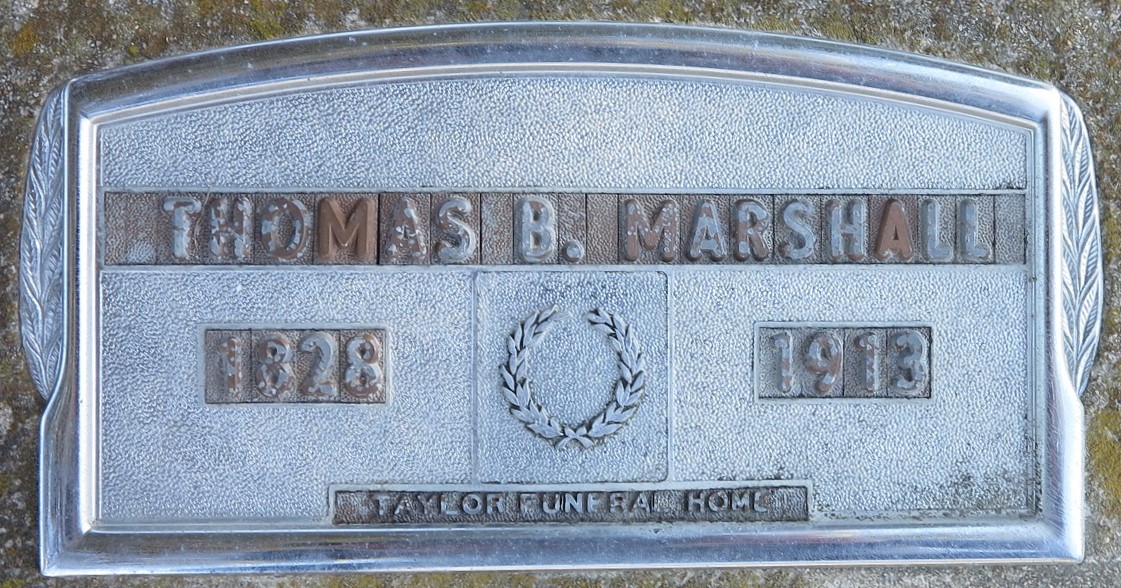 THOMAS B. MARSHALL
1828 1913
TAYLOR FUNERAL HOME